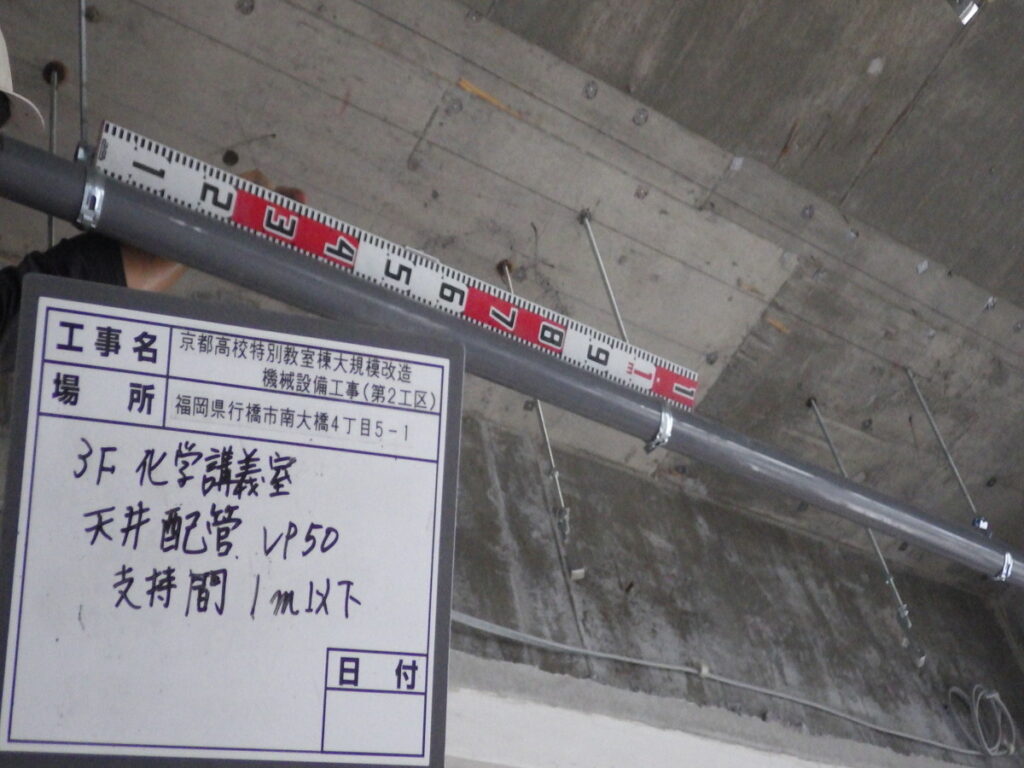 1 2 3 4 5 6 7 8 9 1m 11
工事名 京都高校特別教室棟大規模改造
機械設備工事(第2工区)
場所 福岡県行橋市南大橋4丁目5-1
3F 化学講義室
天井配管 VP50
支持間 1m以下
日付